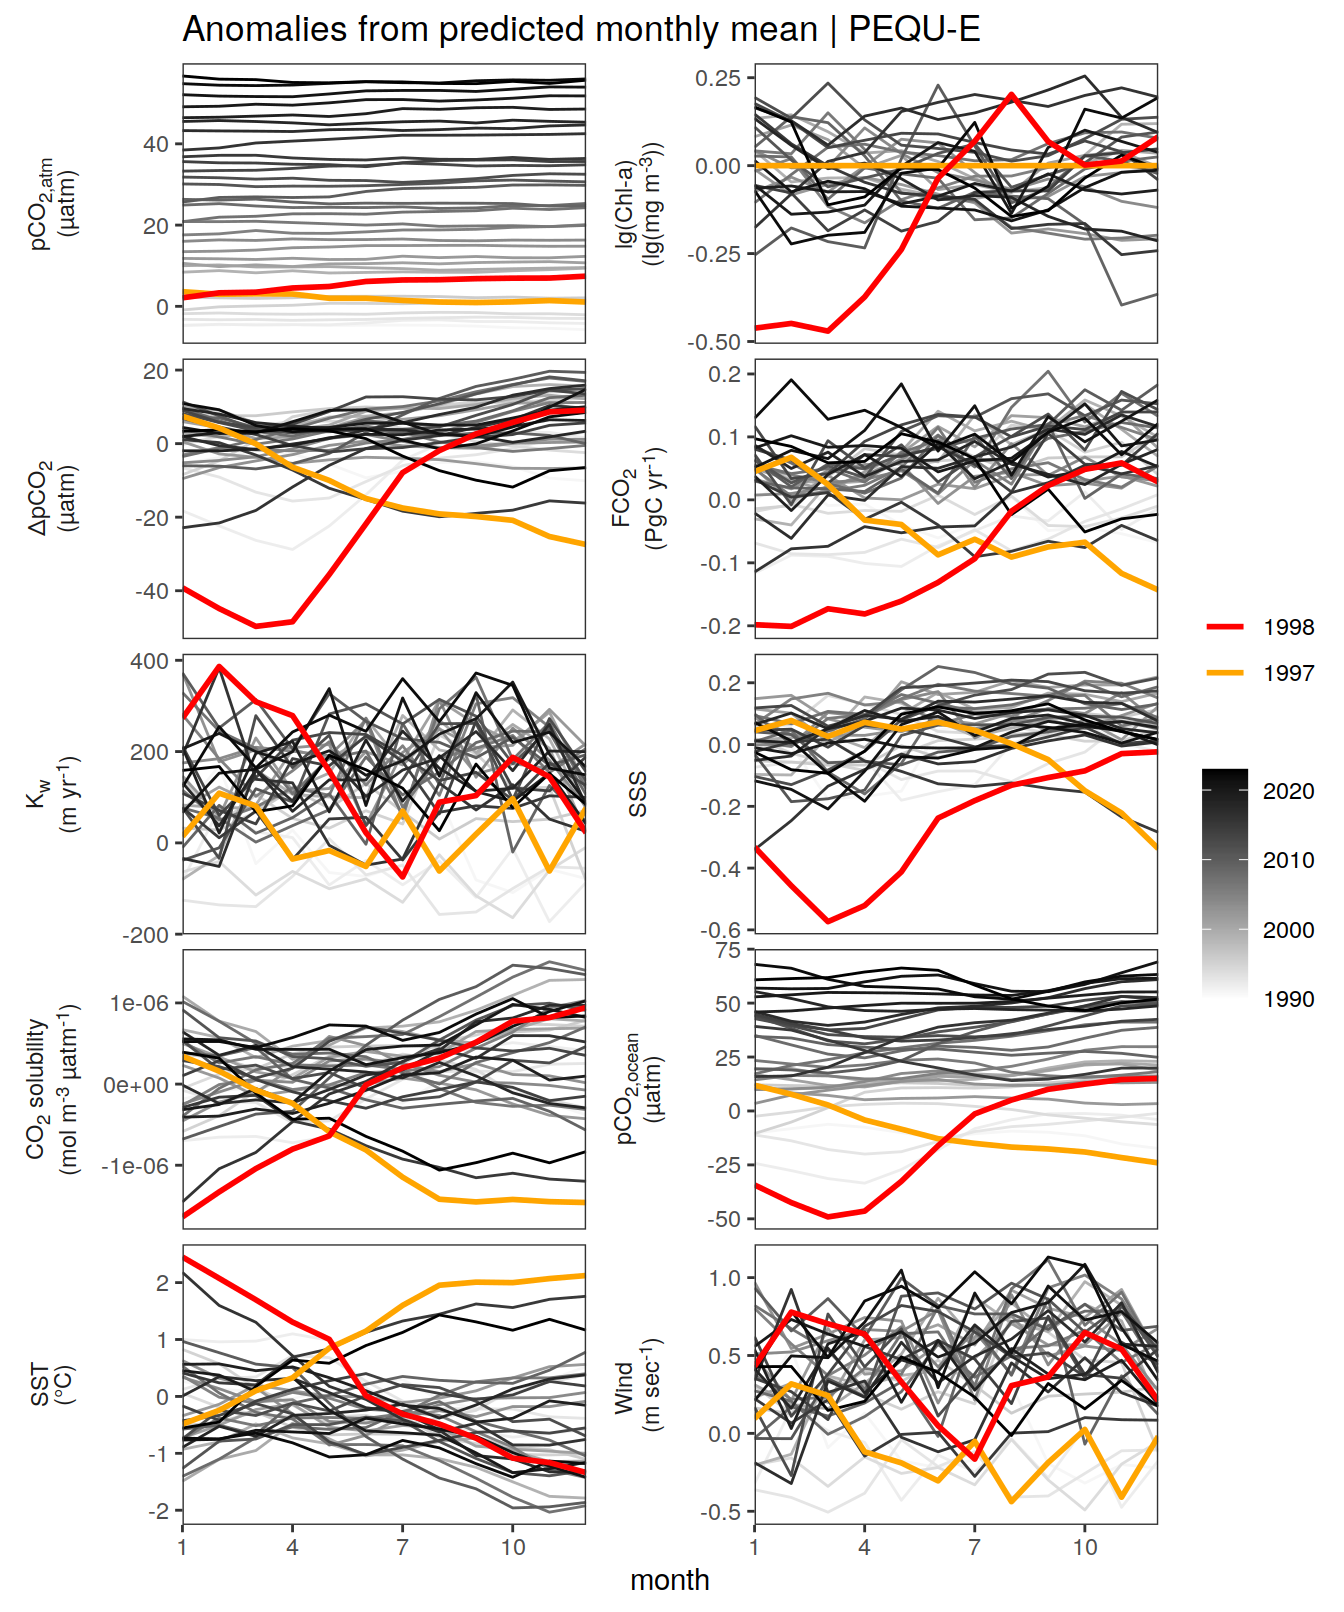 Anomalies from predicted monthly mean | PEQU-E
pCO2,atm
(µatm)
40
20
0
lg(Chl-a)
(lg(mg m-3))
0.25
0.00
-0.25
-0.50
ΔpCO2
(µatm)
20
0
-20
-40
FCO2
(PgC yr-1)
0.2
0.1
0.0
-0.1
-0.2
Kw
(m yr-1)
400
200
0
-200
SSS
0.2
0.0
-0.2
-0.4
-0.6
CO2 solubility
(mol m-3 µatm-1)
1e-06
0e+00
-1e-06
pCO2,ocean
(µatm)
75
50
25
0
-25
-50
SST
(°C)
2
1
0
-1
-2
Wind
(m sec-1)
1.0
0.5
0.0
-0.5
1 4 7 10
1 4 7 10
month
1998
1997
2020
2010
2000
1990